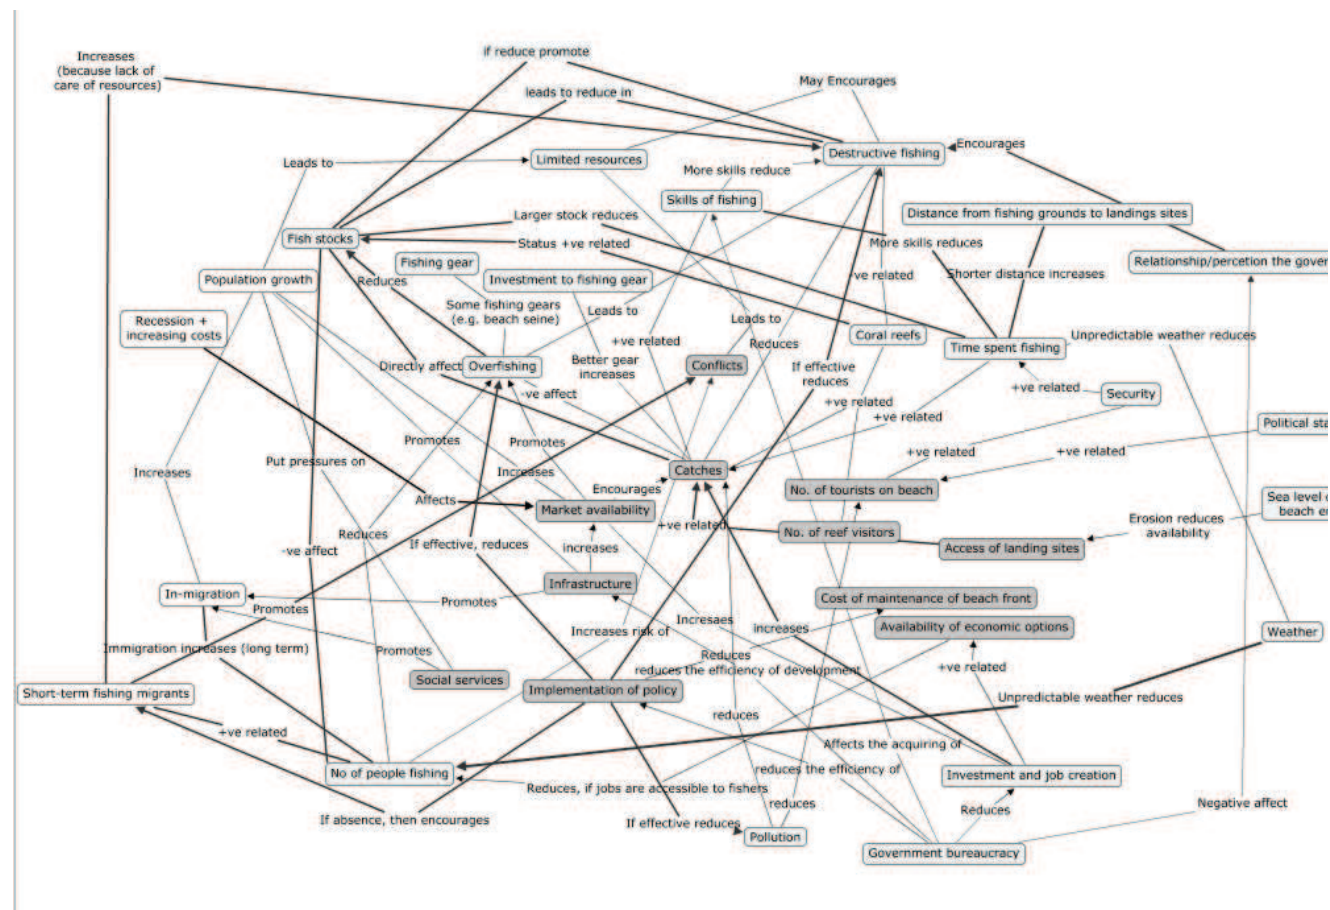 if reduce promote
Increases
(because lack of
care of resources)
May Encourages
leads to reduce in
Encourages
Destructive fishing
Leads to
Limited resources
More skills reduce
Skills of fishing
Larger stock reduces
Distance from fishing grounds to landings sites
Fish stocks
Status +ve related
More skills reduces
Fishing gear
Relationship/percetion the gover
Population growth
Reduces
Investment to fishing gear
-ve related
Shorter distance increases
Some fishing gears
(e.g. beach seine)
Leads to
Leads to
Recession +
increasing costs
Coral reefs
Unpredictable weather reduces
+ve related
Reduces
Time spent fishing
Directly affect
Overfishing
Better gear
increases
Conflicts
If effective
reduces
-ve affect
+ve related
Security
+ve related
+ve related
Political sta
Promotes
Promotes
+ve related
+ve related
Put pressures on
Increases
Increases
Catches
Encourages
No. of tourists on beach
Affects
Market availability
Sea level
beach er
+ve related
No. of reef visitors
Erosion reduces
availability
Reduces
If effective, reduces
increases
Access of landing sites
-ve affect
Infrastructure
In-migration
Promotes
Promotes
Cost of maintenance of beach front
Incresaes
increases
Availability of economic options
Increases risk of
Weather
Immigration increases (long term)
Promotes
Reduces
reduces the efficiency of development
+ve related
Social services
Short-term fishing migrants
Implementation of policy
Unpredictable weather reduces
reduces
+ve related
Affects the acquiring of
No of people fishing
reduces the efficiency of
Investment and job creation
Reduces, if jobs are accessible to fishers
reduces
Reduces
Negative affect
If absence, then encourages
If effective reduces
Pollution
Government bureaucracy